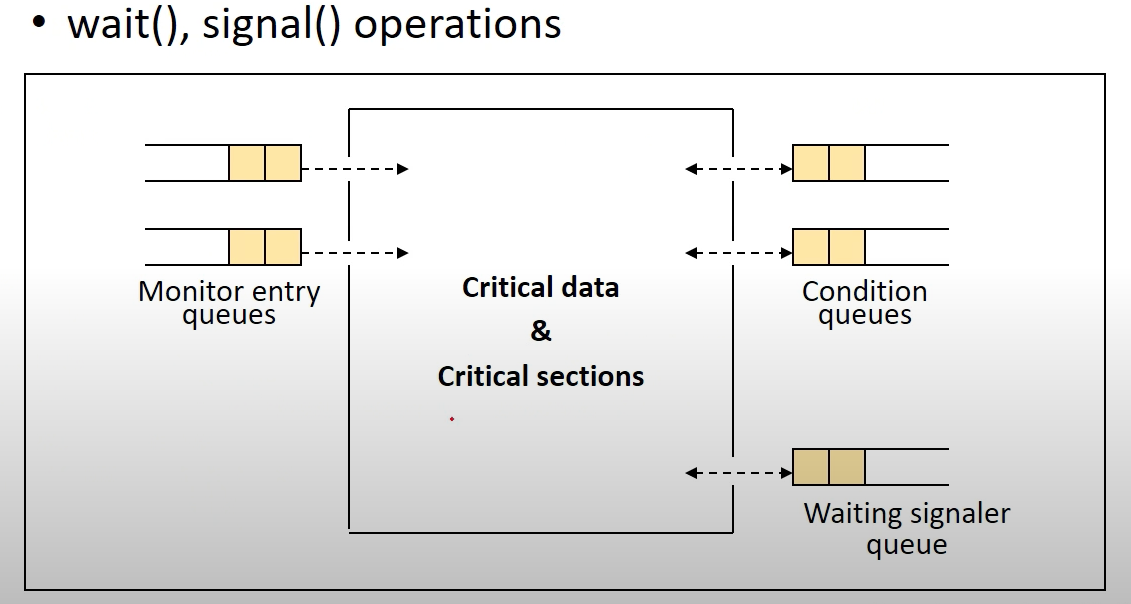 • wait(), signal() operations
Monitor entry
queues
Critical data
&
Critical sections
Condition
queues
Waiting signaler
queue